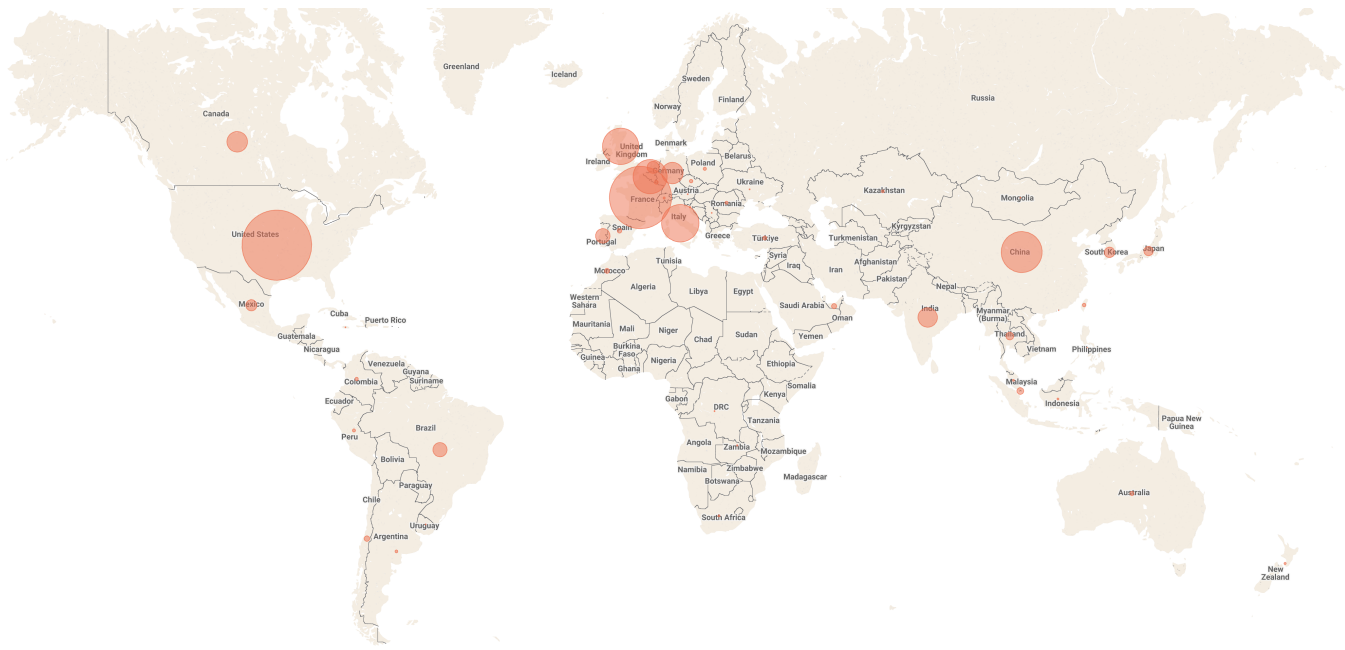 Greenland
Iceland
Sweden
Finland
Norway
Russia
Canada
Denmark
United
Kingdom
Ireland
Belarus
Poland
Germany
Ukraine
Austria
Kazakhstan
Mongolia
France
Romania
Italy
Spain
Portugal
Greece
Türkiye
Kyrgyzstan
Turkmenistan
United States
China
South Korea
Japan
Syria
Iraq
Iran
Afghanistan
Pakistan
Nepal
Tunisia
Morocco
Algeria
Libya
Egypt
Western
Sahara
Saudi Arabia
Oman
India
Myanmar
(Burma)
Mexico
Cuba
Puerto Rico
Guatemala
Nicaragua
Mauritania
Mali
Niger
Chad
Sudan
Yemen
Thailand
Vietnam
Philippines
Burkina
Faso
Guinea
Ghana
Nigeria
Ethiopia
Venezuela
Guyana
Suriname
Colombia
Somalia
Kenya
Malaysia
Ecuador
Gabon
DRC
Indonesia
Tanzania
Papua New
Guinea
Brazil
Peru
Angola
Zambia
Mozambique
Bolivia
Namibia
Zimbabwe
Botswana
Madagascar
Paraguay
Chile
Australia
South Africa
Uruguay
Argentina
New
Zealand